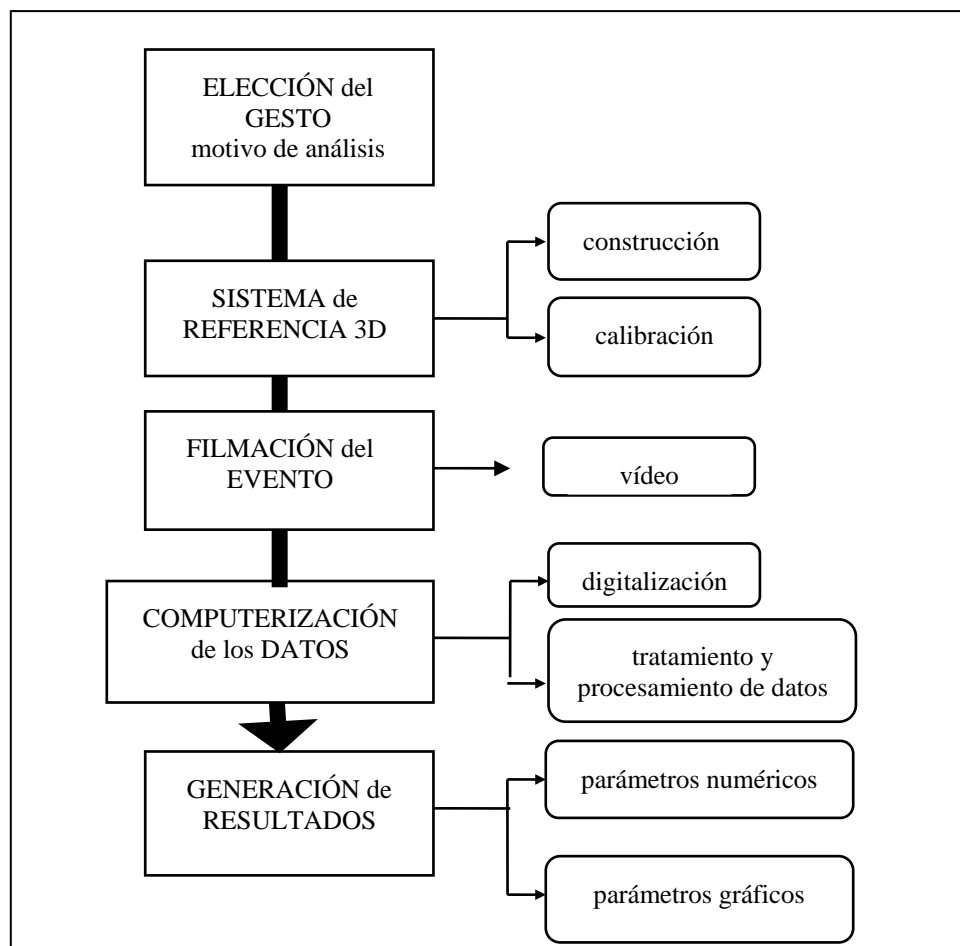 ELECCIÓN del
GESTO
motivo de análisis
SISTEMA de
REFERENCIA 3D
construcción
calibración
FILMACIÓN del
EVENTO
vídeo
COMPUTERIZACIÓN
de los DATOS
digitalización
tratamiento y
procesamiento de datos
GENERACIÓN de
RESULTADOS
parámetros numéricos
parámetros gráficos